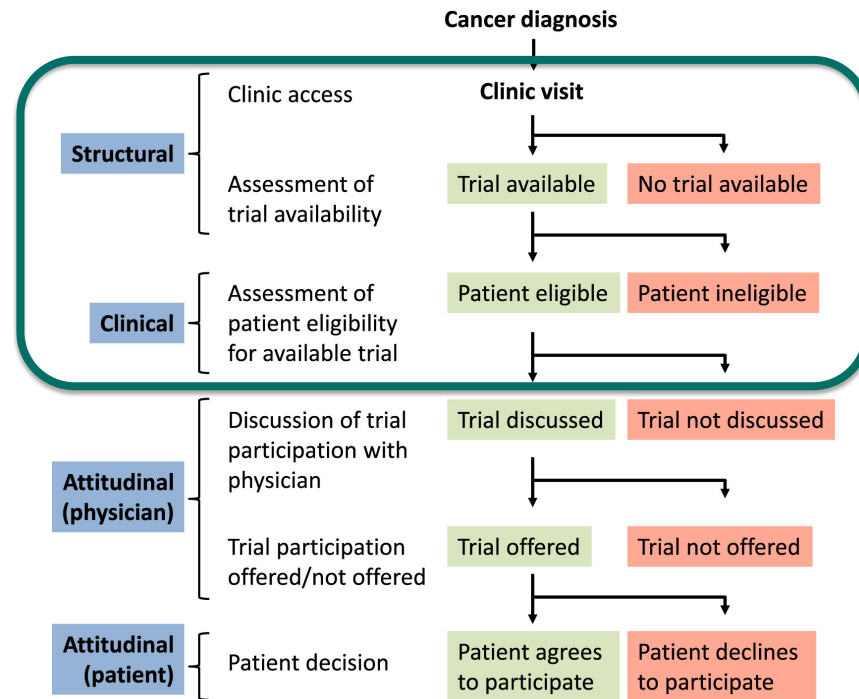 Cancer diagnosis
Clinic access
Clinic visit
Structural
Assessment of
trial availability
Trial available
No trial available
Clinical
Assessment of
patient eligibility
for available trial
Patient eligible
Patient ineligible
Attitudinal
(physician)
Discussion of trial
participation with
physician
Trial discussed
Trial not discussed
Trial participation
offered/not offered
Trial offered
Trial not offered
Attitudinal
(patient)
Patient decision
Patient agrees
to participate
Patient declines
to participate